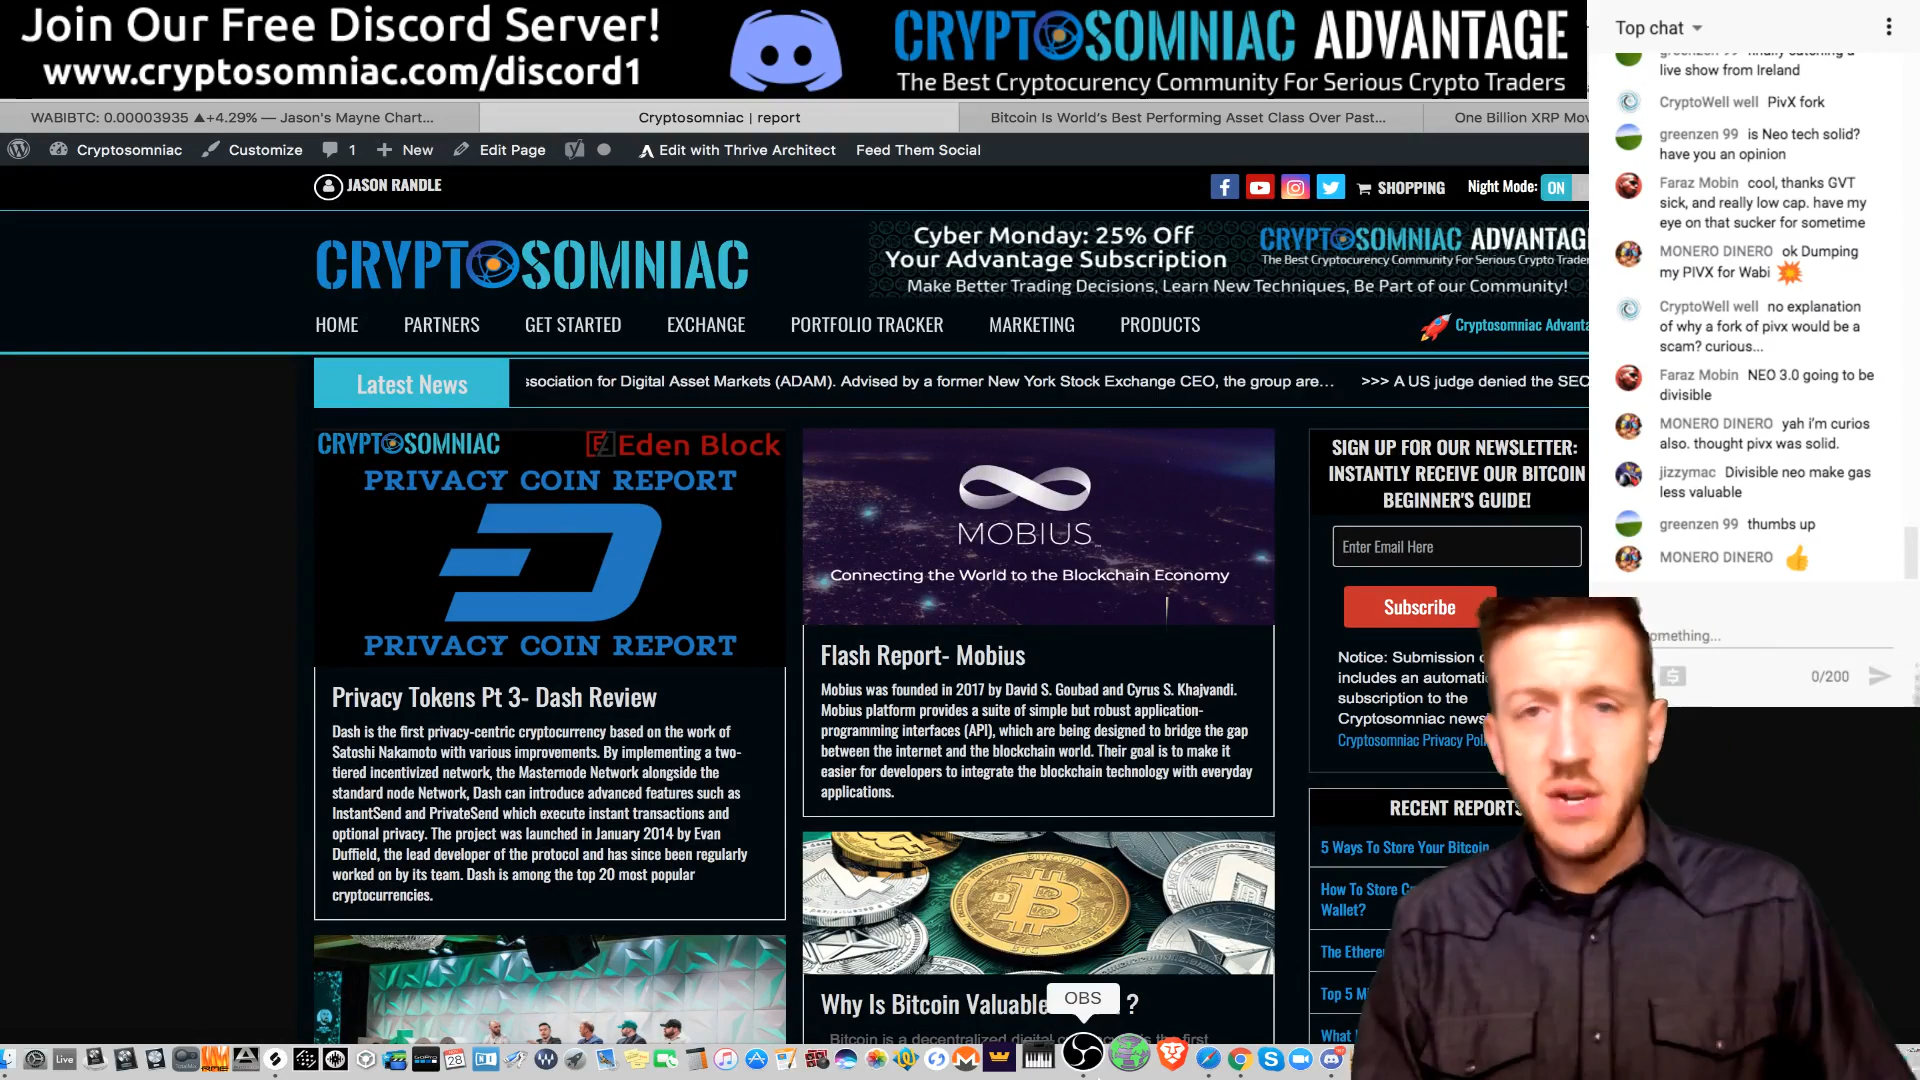 Join Our Free Discord Server!
www.cryptosomniac.com/discord1
CRYPTOSOMNIAC ADVANTAGE
The Best Cryptocurency Community For Serious Crypto Traders
WABIBTC: 0.00003935 ▲+4.29% — Jason's Mayne Chart...
Cryptosomniac | report
Bitcoin Is World's Best Performing Asset Class Over Past...
One Billion XRP Mov
Cryptosomniac
Customize
1
New
Edit Page
Edit with Thrive Architect
Feed Them Social
JASON RANDLE
SHOPPING
Night Mode:
ON
CRYPTOSOMNIAC
Cyber Monday: 25% Off
Your Advantage Subscription
CRYPTOSOMNIAC ADVANTAGE
The Best Cryptocurency Community For Serious Crypto Traders
Make Better Trading Decisions, Learn New Techniques, Be Part of our Community!
HOME
PARTNERS
GET STARTED
EXCHANGE
PORTFOLIO TRACKER
MARKETING
PRODUCTS
Cryptosomniac Advanta
Latest News
ssociation for Digital Asset Markets (ADAM). Advised by a former New York Stock Exchange CEO, the group are...
>>> A US judge denied the SEC
CRYPTOSOMNIAC
Eden Block
PRIVACY COIN REPORT
PRIVACY COIN REPORT
Privacy Tokens Pt 3- Dash Review
Dash is the first privacy-centric cryptocurrency based on the work of
Satoshi Nakamoto with various improvements. By implementing a two-
tiered incentivized network, the Masternode Network alongside the
standard node Network, Dash can introduce advanced features such as
InstantSend and PrivateSend which execute instant transactions and
optional privacy. The project was launched in January 2014 by Evan
Duffield, the lead developer of the protocol and has since been regularly
worked on by its team. Dash is among the top 20 most popular
cryptocurrencies.
MOBIUS
Connecting the World to the Blockchain Economy
Flash Report- Mobius
Mobius was founded in 2017 by David S. Goubad and Cyrus S. Khajvandi.
Mobius platform provides a suite of simple but robust application-
programming interfaces (API), which are being designed to bridge the gap
between the internet and the blockchain world. Their goal is to make it
easier for developers to integrate the blockchain technology with everyday
applications.
Why Is Bitcoin Valuable
?
Bitcoin is a decentralized digital
the first
OBS
SIGN UP FOR OUR NEWSLETTER:
INSTANTLY RECEIVE OUR BITCOIN
BEGINNER'S GUIDE!
Enter Email Here
Subscribe
Notice: Submission
includes an automati
subscription to the
Cryptosomniac news
Cryptosomniac Privacy Poli
RECENT REPORTS
5 Ways To Store Your Bitcoin
How To Store C
Wallet?
The Ethere
Top 5 Mi
What
Top chat
greenzen 99 finally catching a
live show from Ireland
CryptoWell well PivX fork
greenzen 99 is Neo tech solid?
have you an opinion
Faraz Mobin cool, thanks GVT
sick, and really low cap. have my
eye on that sucker for sometime
MONERO DINERO ok Dumping
my PIVX for Wabi 💥
CryptoWell well no explanation
of why a fork of pivx would be a
scam? curious...
Faraz Mobin NEO 3.0 going to be
divisible
MONERO DINERO yah i'm curios
also. thought pivx was solid.
jizzymac Divisible neo make gas
less valuable
greenzen 99 thumbs up
MONERO DINERO 👍
omething...
0/200
Live
28